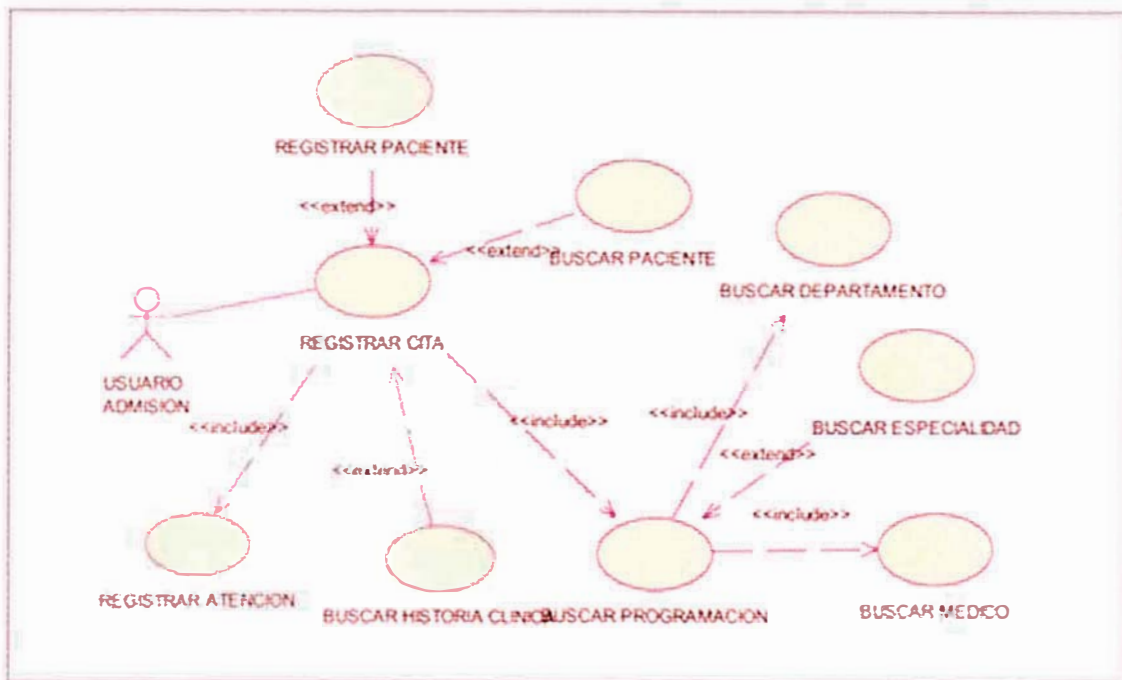 REGISTRAR PACIENTE
<<extend>>
<<extend>>
BUSCAR PACIENTE
BUSCAR DEPARTAMENTO
REGISTRAR CITA
USUARIO
ADMISION
<<include>>
<<include>>
<<include>>
BUSCAR ESPECIALIDAD
<<extend>>
<<extend>>
<<include>>
REGISTRAR ATENCION
BUSCAR HISTORIA CLINICA
BUSCAR PROGRAMACION
BUSCAR MEDICO